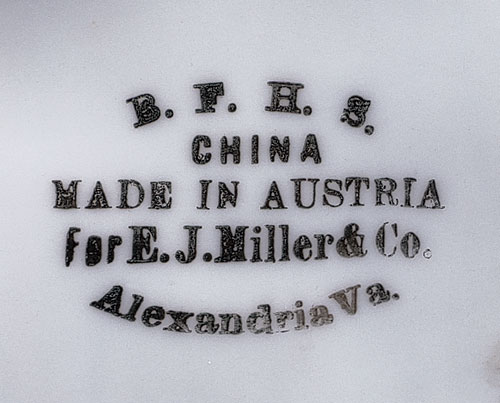 B. F. H. S.
CHINA
MADE IN AUSTRIA
for E. J. Miller & Co.
Alexandria Va.